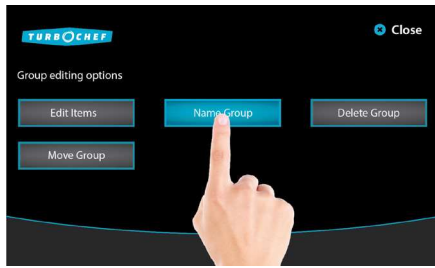 TURBOCHEF
Close
Group editing options
Edit Items
Name Group
Delete Group
Move Group